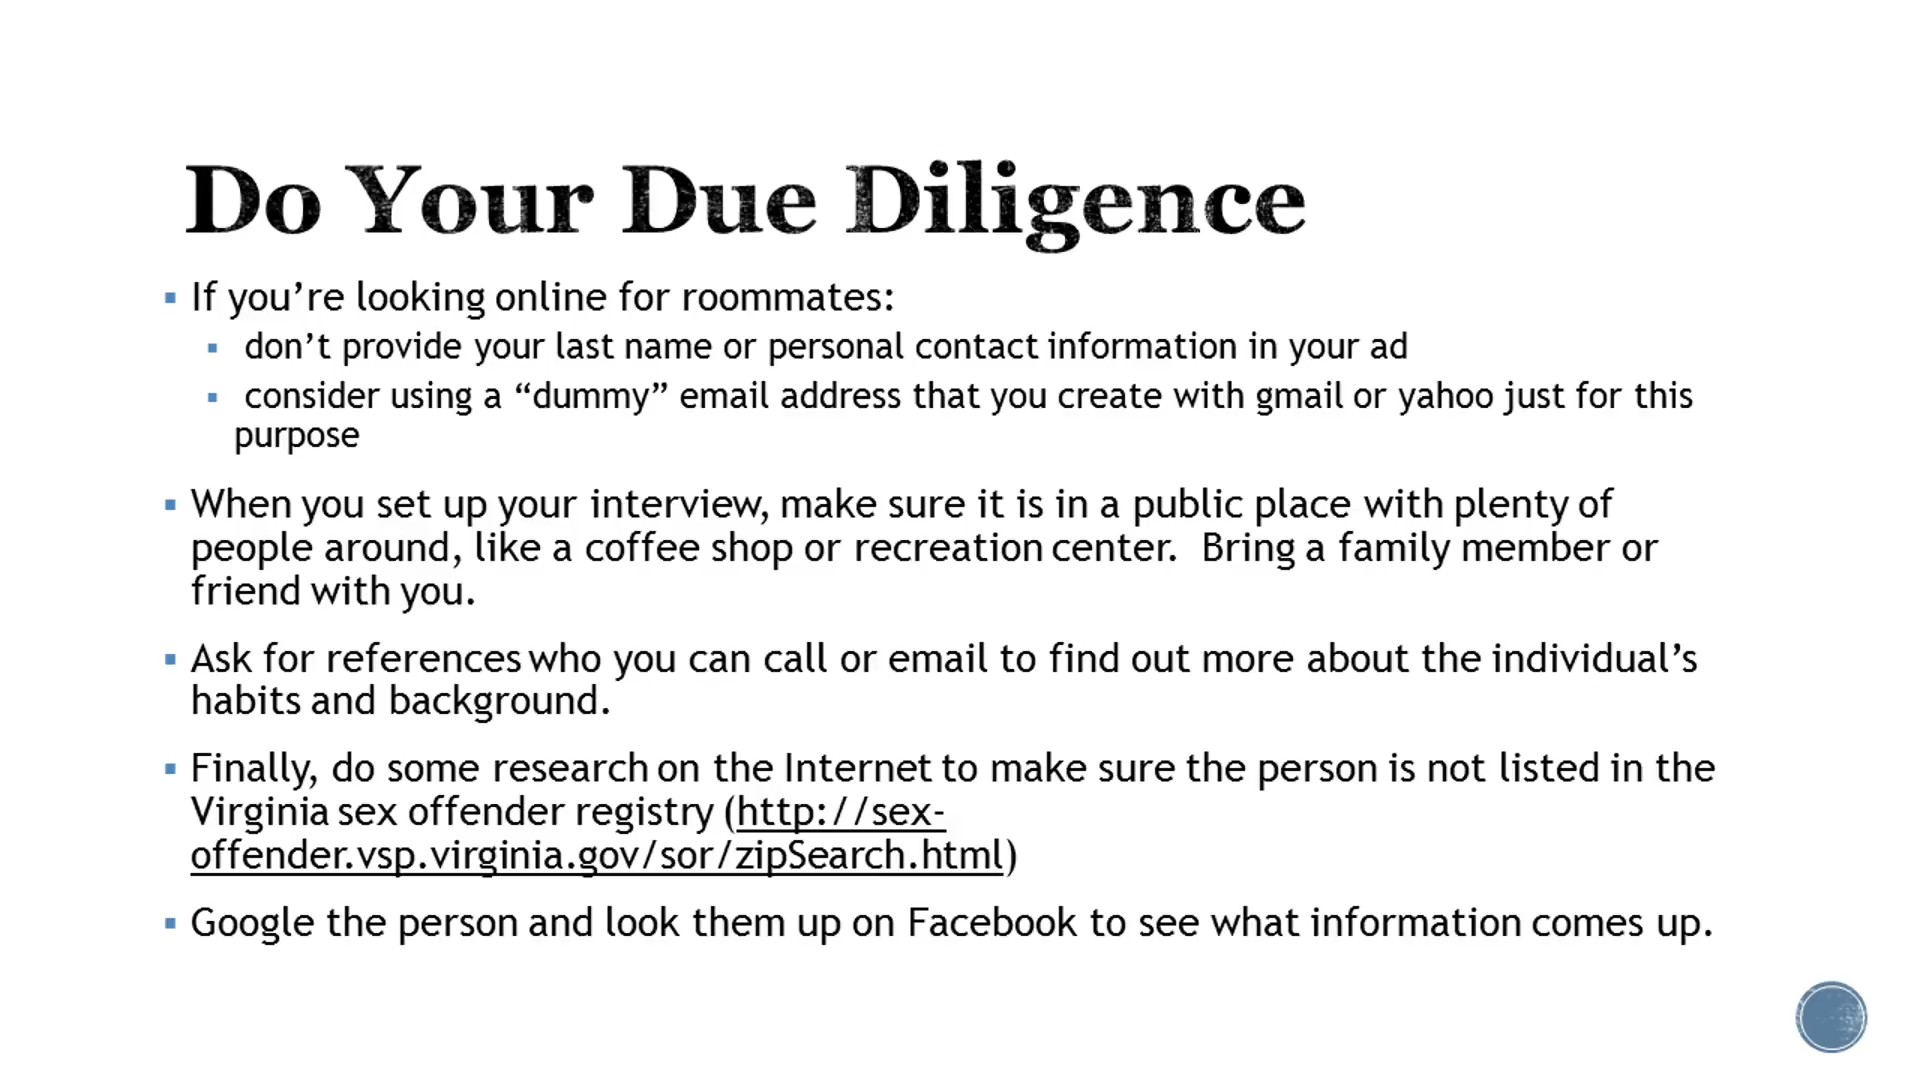 Do Your Due Diligence
If you’re looking online for roommates:
don’t provide your last name or personal contact information in your ad
consider using a “dummy” email address that you create with gmail or yahoo just for this
purpose
When you set up your interview, make sure it is in a public place with plenty of
people around, like a coffee shop or recreation center.  Bring a family member or
friend with you.
Ask for references who you can call or email to find out more about the individual’s
habits and background.
Finally, do some research on the Internet to make sure the person is not listed in the
Virginia sex offender registry (http://sex-
offender.vsp.virginia.gov/sor/zipSearch.html)
Google the person and look them up on Facebook to see what information comes up.